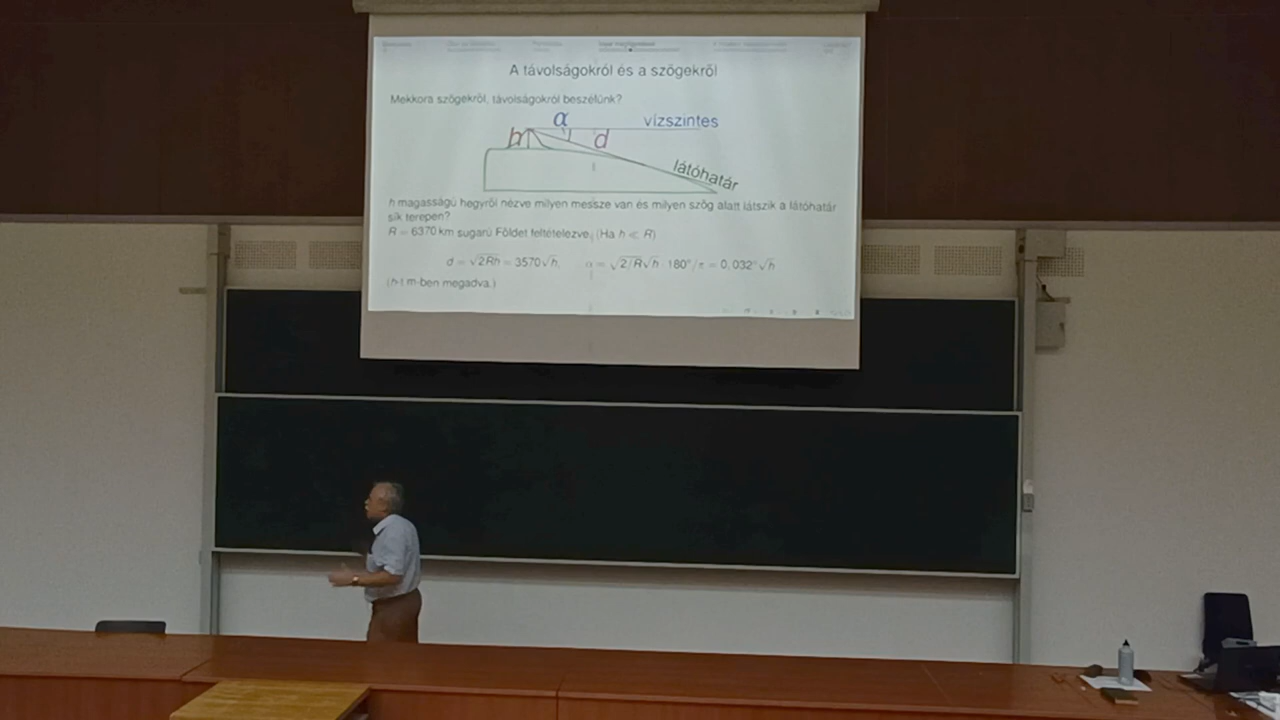 A távolságokról és a szögekről
Mekkora szögekről, távolságokról beszélünk?
α vízszintes
h d
látóhatár
h magasságú hegyről nézve milyen messze van és milyen szög alatt látszik a látóhatár
sík terepen?
R = 6370 km sugarú Földet feltételezve, (Ha h ≪ R)
d = √2Rh = 3570√h, α = √2/R√h · 180°/π = 0,032°√h
(h-t m-ben megadva.)